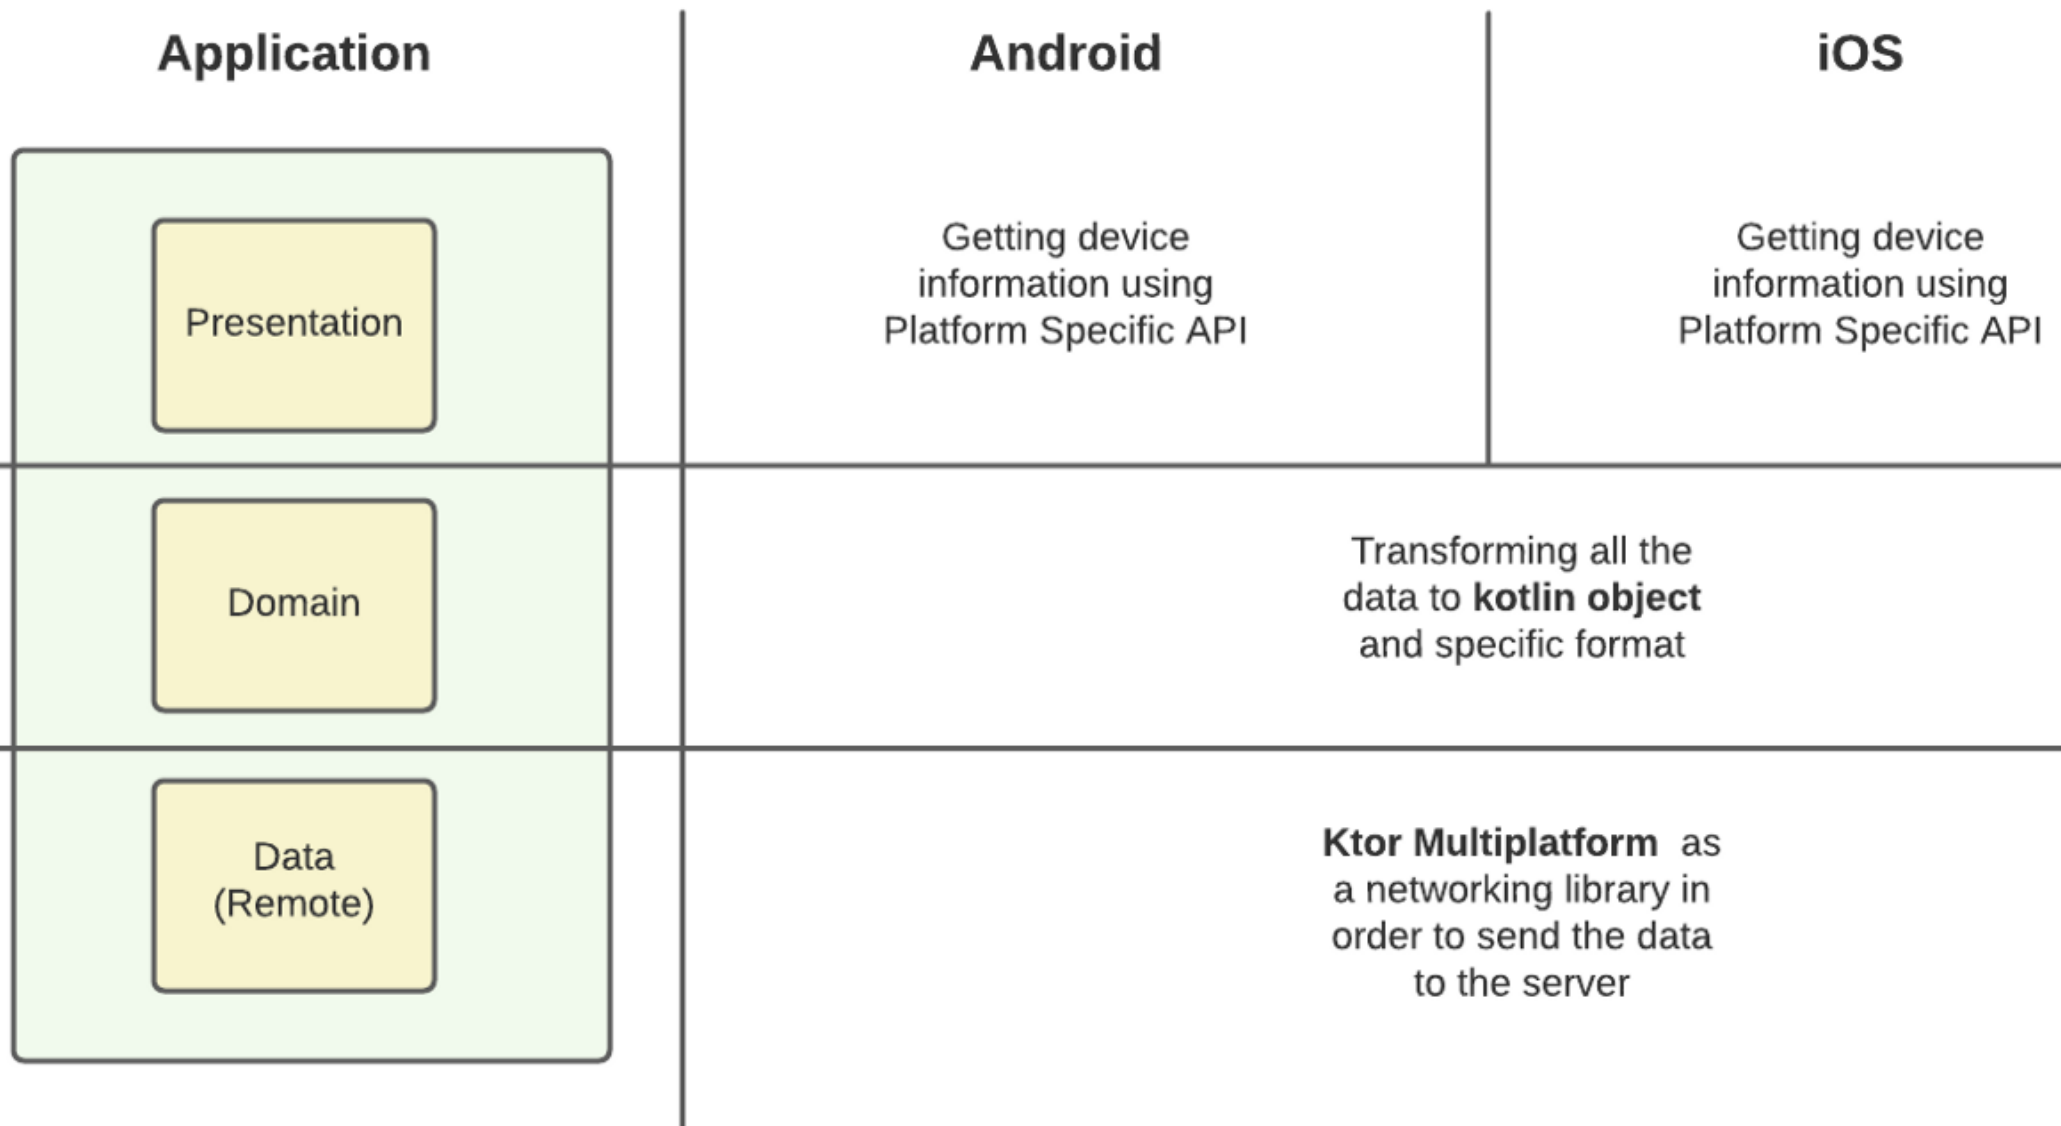 Application
Android
iOS
Presentation
Getting device
information using
Platform Specific API
Getting device
information using
Platform Specific API
Domain
Transforming all the
data to kotlin object
and specific format
Data
(Remote)
Ktor Multiplatform  as
a networking library in
order to send the data
to the server